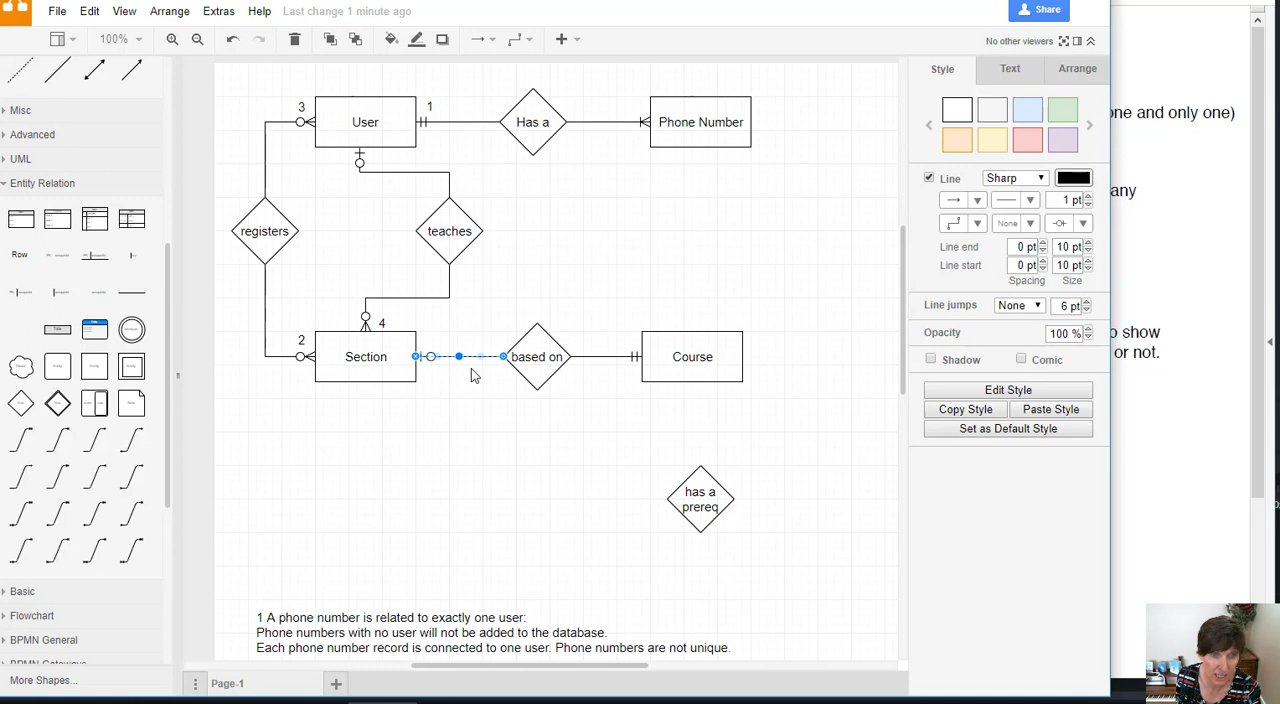 File Edit View Arrange Extras Help Last change 1 minute ago
Share
100%
No other viewers
Style Text Arrange
Misc
Advanced
UML
Entity Relation
Row
Title
Basic
Flowchart
BPMN General
More Shapes...
3 User 1 Has a Phone Number
registers teaches
4
2 Section based on Course
has a
prereq
1 A phone number is related to exactly one user:
Phone numbers with no user will not be added to the database.
Each phone number record is connected to one user. Phone numbers are not unique.
Page-1
Line Sharp
1 pt
None
Line end 0 pt 10 pt
Line start 0 pt 10 pt
Spacing Size
Line jumps None 6 pt
Opacity 100 %
Shadow Comic
Edit Style
Copy Style Paste Style
Set as Default Style
one and only one)
any
to show
or not.